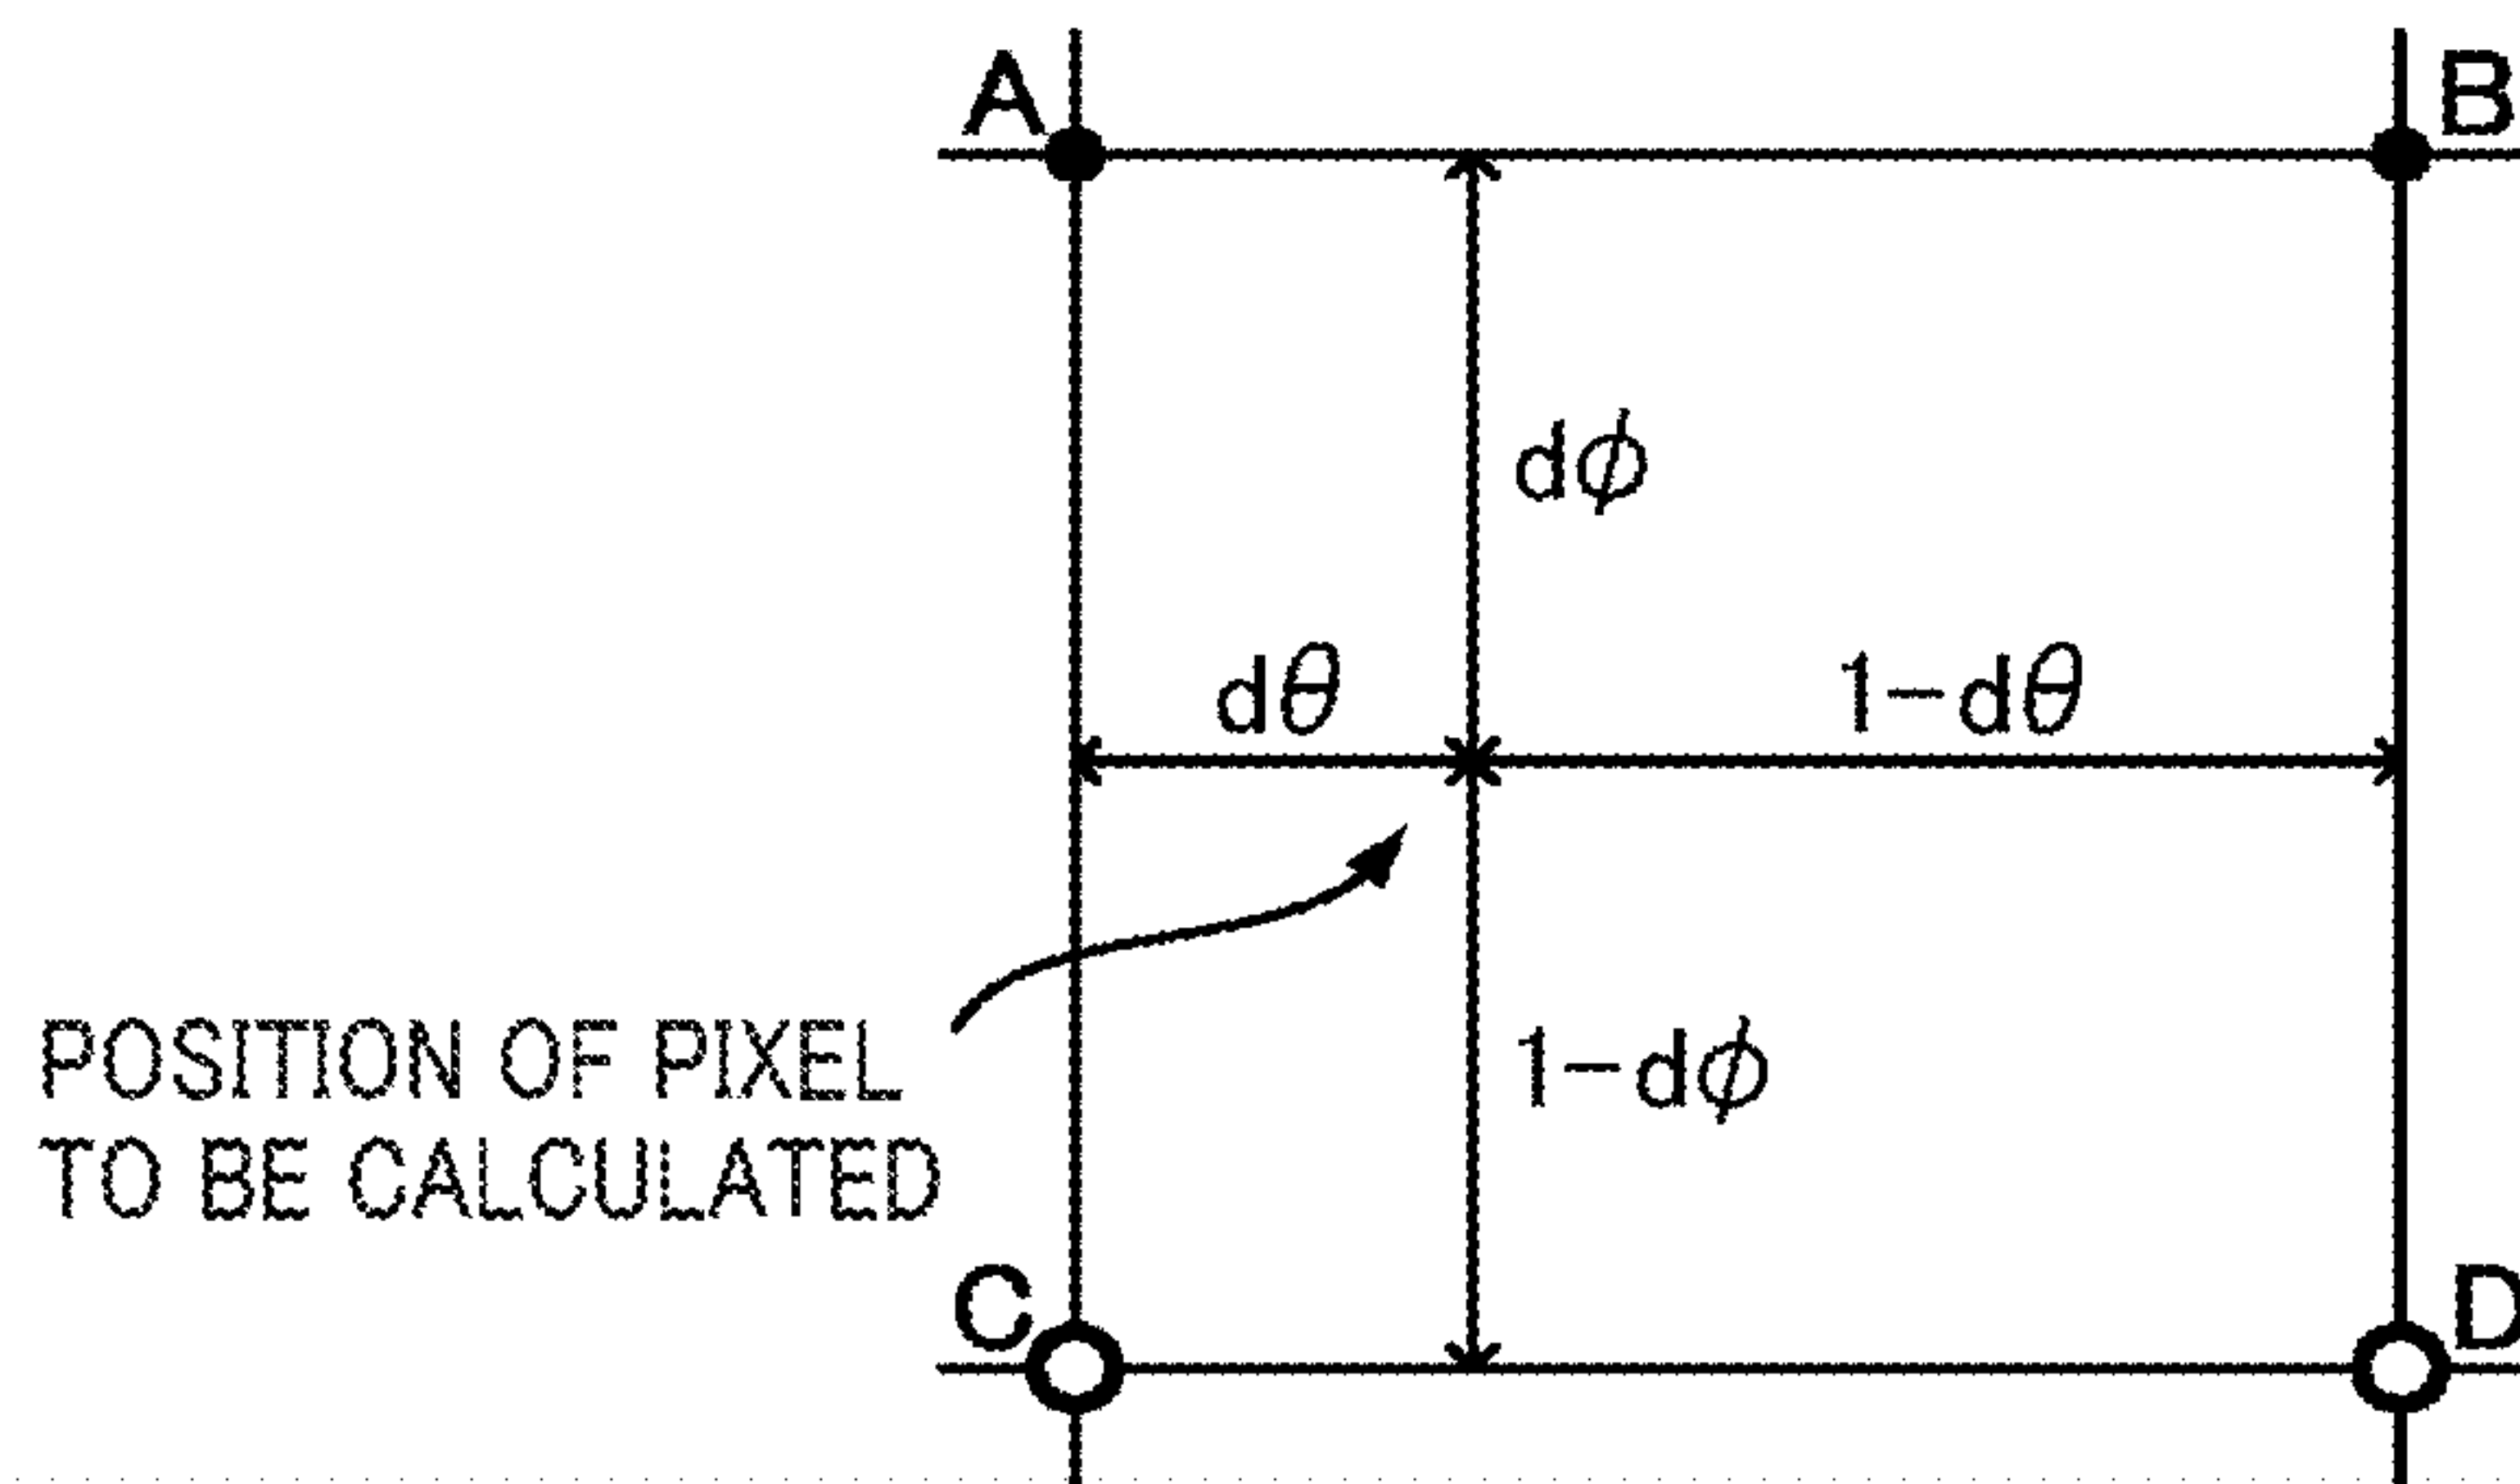 A
B
dϕ
dθ
1-dθ
POSITION OF PIXEL
TO BE CALCULATED
1-dϕ
C
D